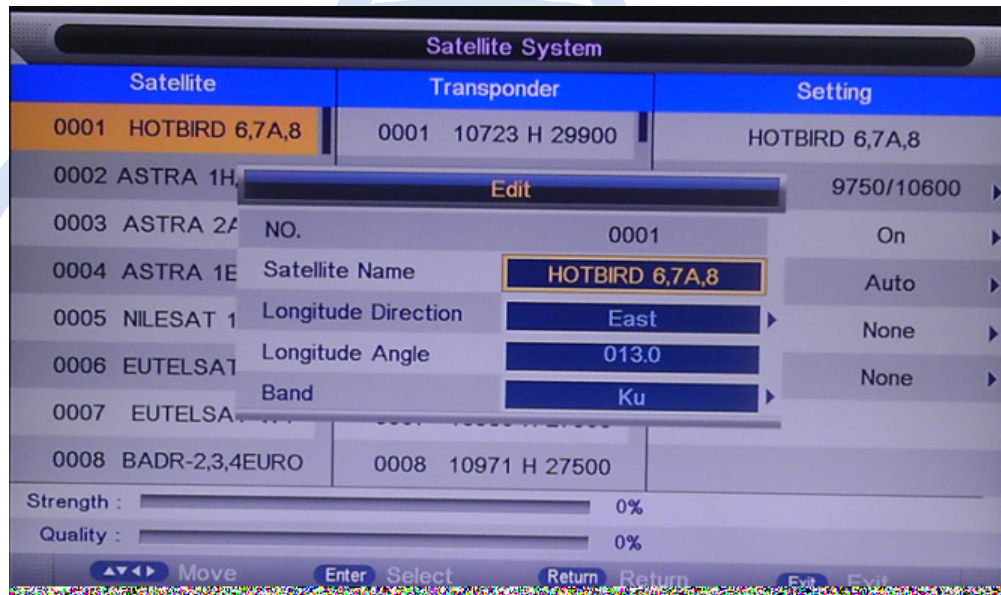 Satellite System
Satellite Transponder Setting
0001 HOTBIRD 6,7A,8 0001 10723 H 29900 HOTBIRD 6,7A,8
0002 ASTRA 1H, 9750/10600
Edit
0003 ASTRA 2A On
NO. 0001
0004 ASTRA 1E Auto
Satellite Name HOTBIRD 6,7A,8
0005 NILESAT 1 None
Longitude Direction East
0006 EUTELSAT None
Longitude Angle 013.0
Band Ku
0007 EUTELSA
0008 BADR-2,3,4EURO 0008 10971 H 27500
Strength : 0%
Quality : 0%
Move Enter Select Return Return Exit Exit